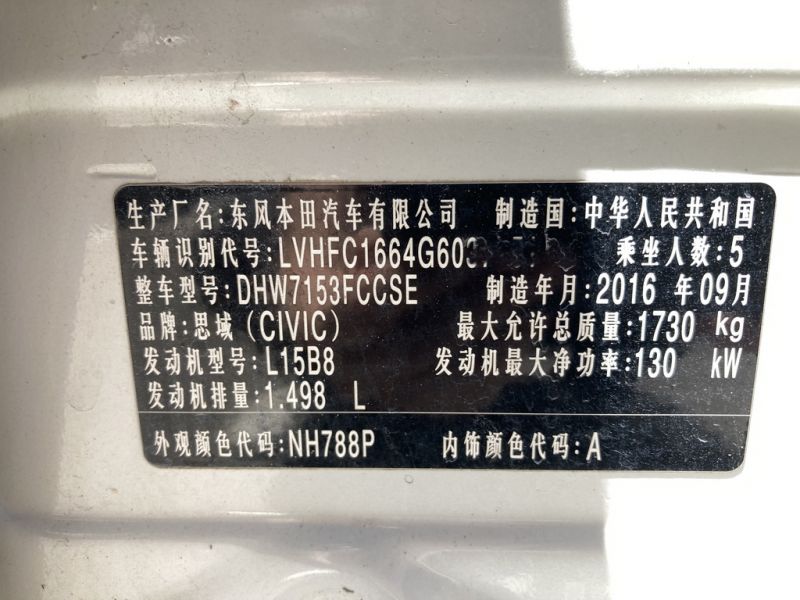 生产厂名:东风本田汽车有限公司 制造国:中华人民共和国
车辆识别代号:LVHFC1664G603 乘坐人数:5
整车型号:DHW7153FCCSE 制造年月:2016 年09月
品牌:思域(CIVIC) 最大允许总质量:1730 kg
发动机型号:L15B8 发动机最大净功率:130 kW
发动机排量:1.498 L
外观颜色代码:NH788P 内饰颜色代码:A